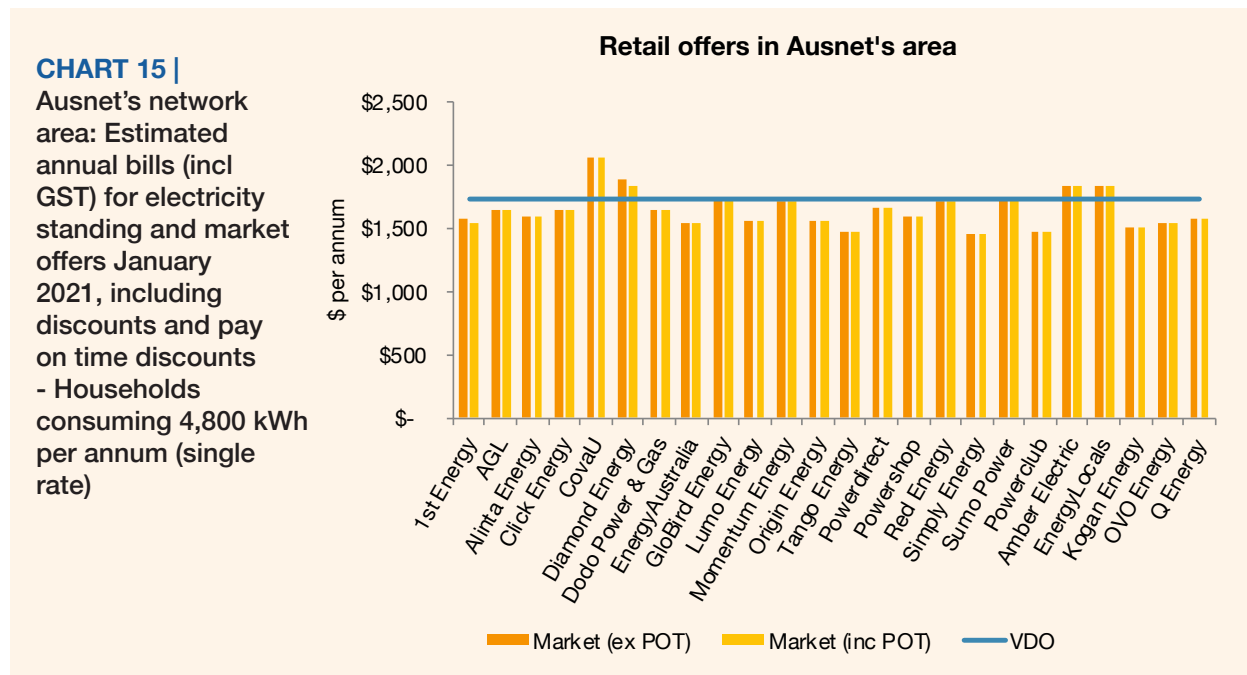 CHART 15 |
Ausnet's network
area: Estimated
annual bills (incl
GST) for electricity
standing and market
offers January
2021, including
discounts and pay
on time discounts
- Households
consuming 4,800 kWh
per annum (single
rate)
Retail offers in Ausnet's area
$ per annum
$2,500
$2,000
$1,500
$1,000
$500
$-
1st Energy
AGL
Alinta Energy
Click Energy
CovaU
Diamond Energy
Dodo Power & Gas
EnergyAustralia
GloBird Energy
Lumo Energy
Momentum Energy
Origin Energy
Tango Energy
Powerdirect
Powershop
Red Energy
Simply Energy
Sumo Power
Powerclub
Amber Electric
EnergyLocals
Kogan Energy
OVO Energy
Q Energy
Market (ex POT)
Market (inc POT)
VDO